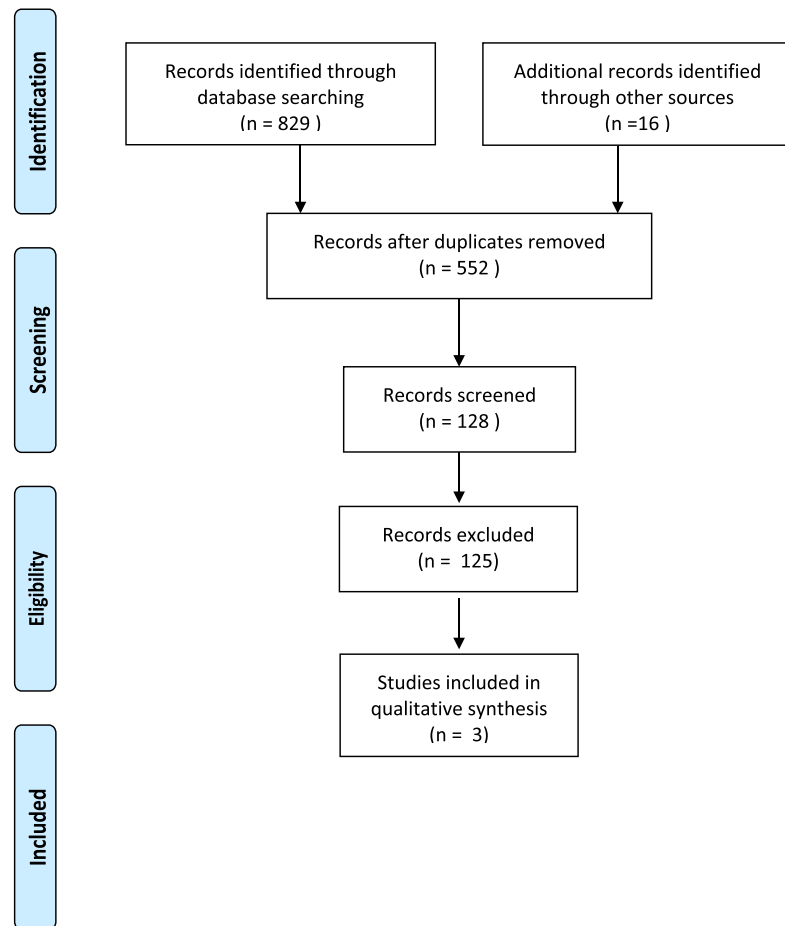 Identification
Records identified through
database searching
(n = 829 )
Additional records identified
through other sources
(n =16 )
Records after duplicates removed
(n = 552 )
Screening
Records screened
(n = 128 )
Eligibility
Records excluded
(n =  125)
Studies included in
qualitative synthesis
(n =  3)
Included